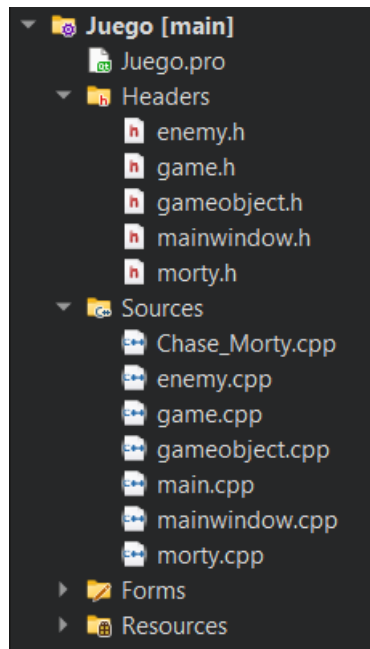 Juego [main]
Juego.pro
Headers
enemy.h
game.h
gameobject.h
mainwindow.h
morty.h
Sources
Chase_Morty.cpp
enemy.cpp
game.cpp
gameobject.cpp
main.cpp
mainwindow.cpp
morty.cpp
Forms
Resources